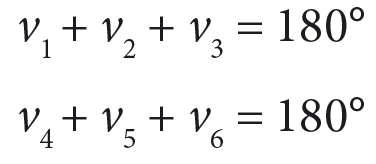 v₁ + v₂ + v₃ = 180°
v₄ + v₅ + v₆ = 180°